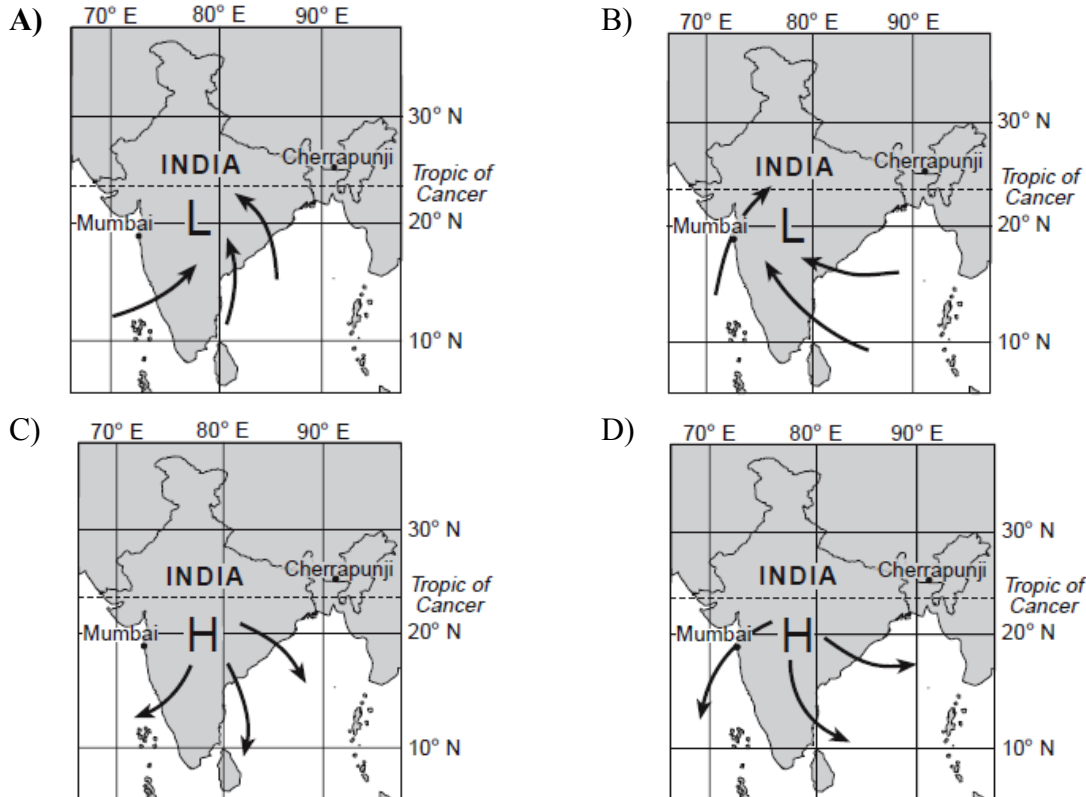 A)
70° E 80° E 90° E
30° N
INDIA
Cherrapunji
Tropic of
Cancer
L
Mumbai
20° N
10° N
B)
70° E 80° E 90° E
30° N
INDIA
Cherrapunji
Tropic of
Cancer
Mumbai
L
20° N
10° N
C)
70° E 80° E 90° E
30° N
INDIA
Cherrapunji
Tropic of
Cancer
Mumbai
H
20° N
10° N
D)
70° E 80° E 90° E
30° N
INDIA
Cherrapunji
Tropic of
Cancer
Mumbai
H
20° N
10° N